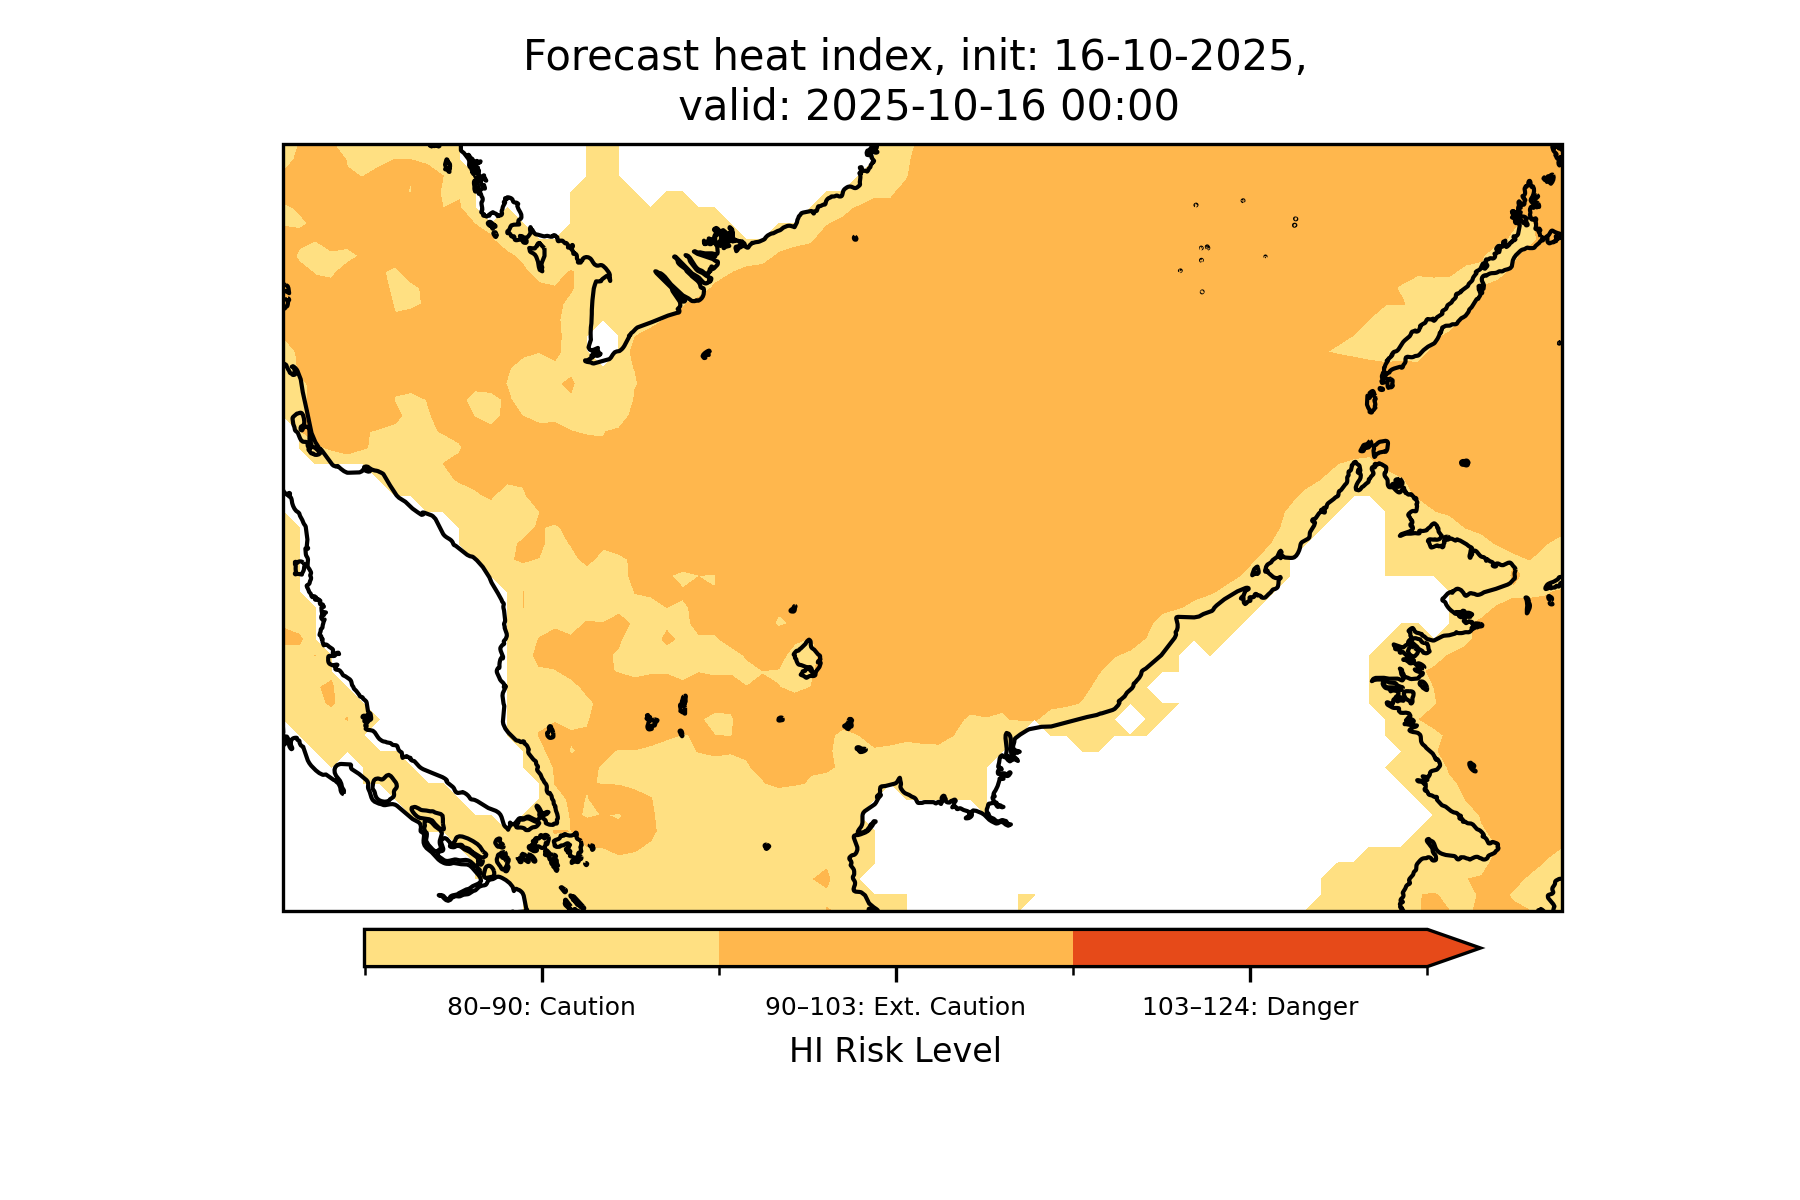 Forecast heat index, init: 16-10-2025,
valid: 2025-10-16 00:00
80–90: Caution
90–103: Ext. Caution
103–124: Danger
HI Risk Level